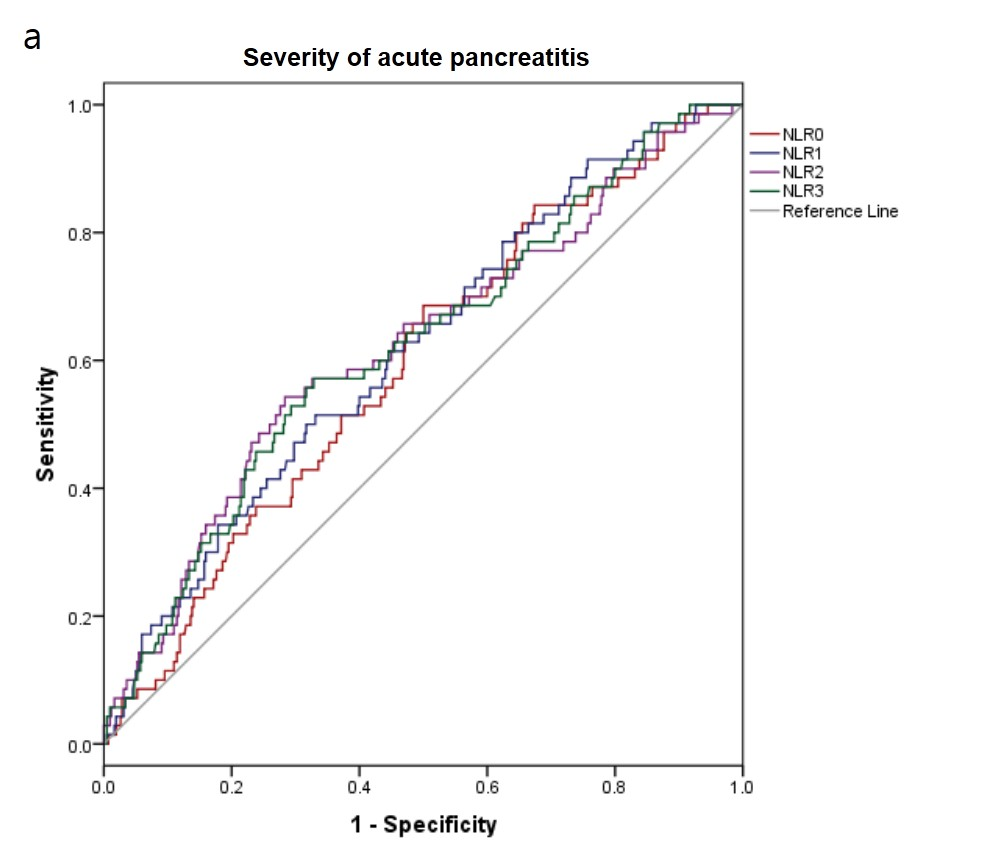 a
Severity of acute pancreatitis
1.0
0.8
0.6
0.4
0.2
0.0
Sensitivity
0.0 0.2 0.4 0.6 0.8 1.0
1 - Specificity
NLR0
NLR1
NLR2
NLR3
Reference Line